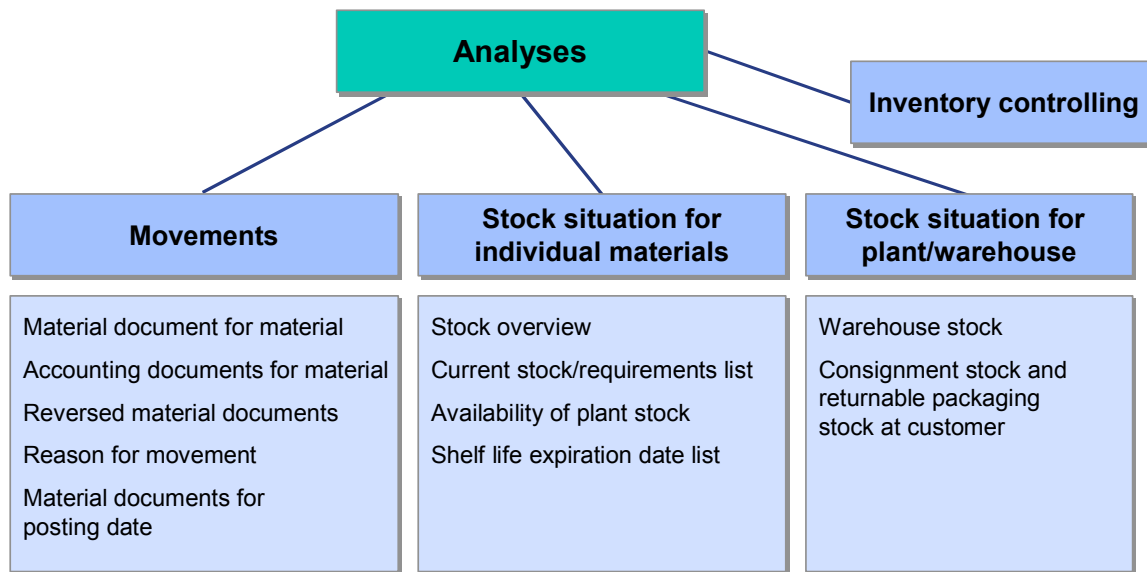 Analyses
Inventory controlling
Movements
Stock situation for
individual materials
Stock situation for
plant/warehouse
Material document for material
Accounting documents for material
Reversed material documents
Reason for movement
Material documents for
posting date
Stock overview
Current stock/requirements list
Availability of plant stock
Shelf life expiration date list
Warehouse stock
Consignment stock and
returnable packaging
stock at customer